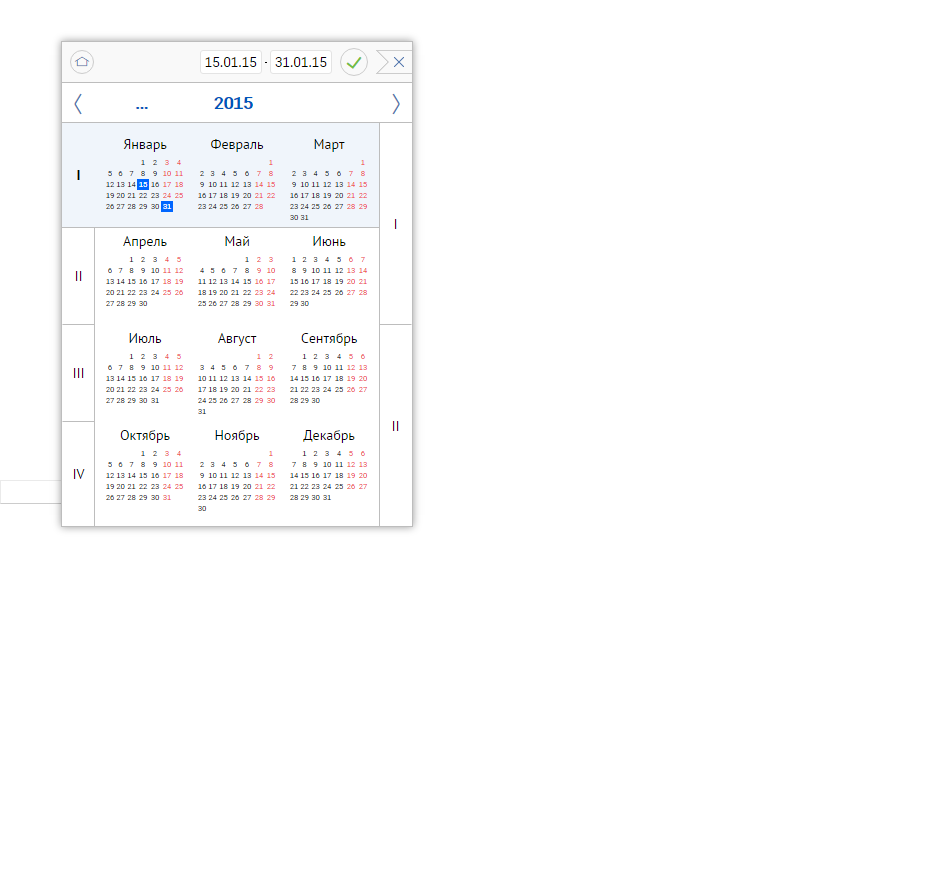 15.01.15 - 31.01.15
... 2015
Январь Февраль Март
1 2 3 4 1 1
5 6 7 8 9 10 11 2 3 4 5 6 7 8 2 3 4 5 6 7 8
I 12 13 14 15 16 17 18 9 10 11 12 13 14 15 9 10 11 12 13 14 15
19 20 21 22 23 24 25 16 17 18 19 20 21 22 16 17 18 19 20 21 22
26 27 28 29 30 31 23 24 25 26 27 28 23 24 25 26 27 28 29
30 31
I
Апрель Май Июнь
1 2 3 4 5 1 2 3 1 2 3 4 5 6 7
6 7 8 9 10 11 12 4 5 6 7 8 9 10 8 9 10 11 12 13 14
II 13 14 15 16 17 18 19 11 12 13 14 15 16 17 15 16 17 18 19 20 21
20 21 22 23 24 25 26 18 19 20 21 22 23 24 22 23 24 25 26 27 28
27 28 29 30 25 26 27 28 29 30 31 29 30
Июль Август Сентябрь
1 2 3 4 5 1 2 1 2 3 4 5 6
6 7 8 9 10 11 12 3 4 5 6 7 8 9 7 8 9 10 11 12 13
III 13 14 15 16 17 18 19 10 11 12 13 14 15 16 14 15 16 17 18 19 20
20 21 22 23 24 25 26 17 18 19 20 21 22 23 21 22 23 24 25 26 27
27 28 29 30 31 24 25 26 27 28 29 30 28 29 30
31
II
Октябрь Ноябрь Декабрь
1 2 3 4 1 1 2 3 4 5 6
5 6 7 8 9 10 11 2 3 4 5 6 7 8 7 8 9 10 11 12 13
IV 12 13 14 15 16 17 18 9 10 11 12 13 14 15 14 15 16 17 18 19 20
19 20 21 22 23 24 25 16 17 18 19 20 21 22 21 22 23 24 25 26 27
26 27 28 29 30 31 23 24 25 26 27 28 29 28 29 30 31
30